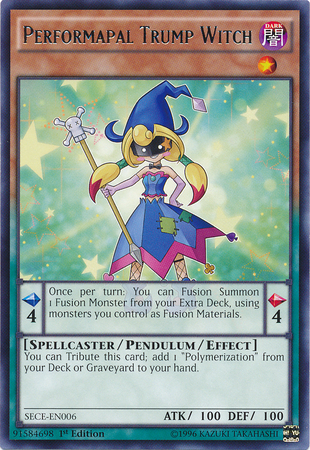 PERFORMAPAL TRUMP WITCH
DARK
闇
Once per turn: You can Fusion Summon
1 Fusion Monster from your Extra Deck, using
monsters you control as Fusion Materials.
4
4
[SPELLCASTER/PENDULUM/EFFECT]
You can Tribute this card; add 1 "Polymerization" from
your Deck or Graveyard to your hand.
SECE-EN006
ATK/ 100 DEF/ 100
91584698
1ST Edition
©1996 KAZUKI TAKAHASHI